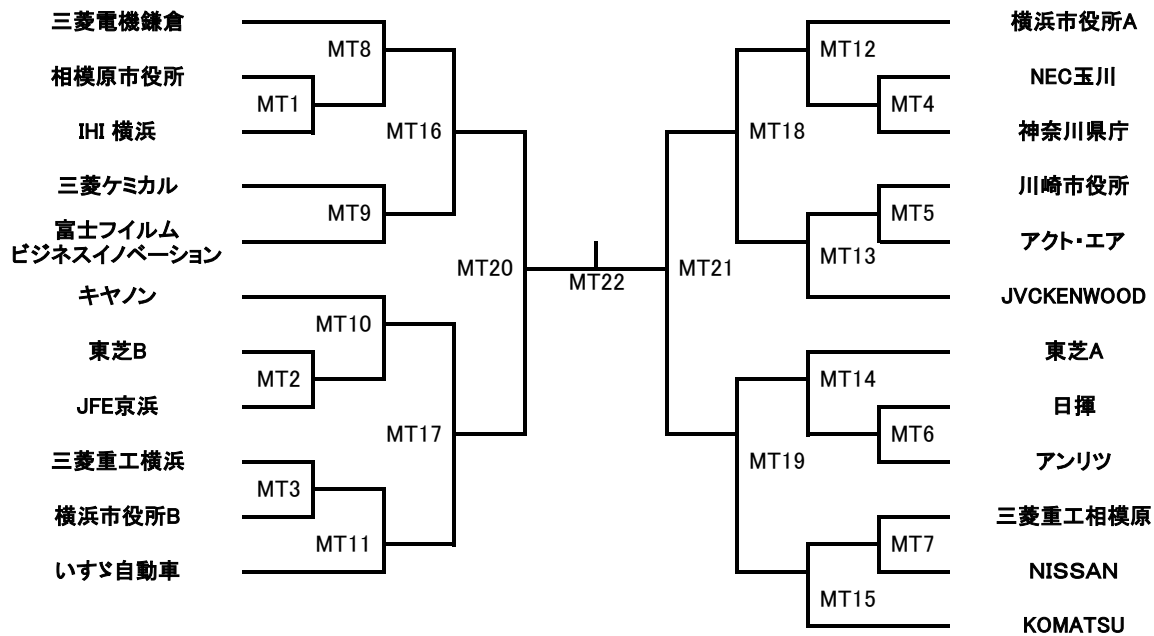 三菱電機鎌倉
相模原市役所
IHI 横浜
三菱ケミカル
富士フイルム
ビジネスイノベーション
キヤノン
東芝B
JFE京浜
三菱重工横浜
横浜市役所B
いすゞ自動車
MT1
MT2
MT3
MT8
MT9
MT10
MT11
MT16
MT17
MT20
MT22
MT21
MT18
MT19
MT12
MT13
MT14
MT15
MT4
MT5
MT6
MT7
横浜市役所A
NEC玉川
神奈川県庁
川崎市役所
アクト・エア
JVCKENWOOD
東芝A
日揮
アンリツ
三菱重工相模原
NISSAN
KOMATSU